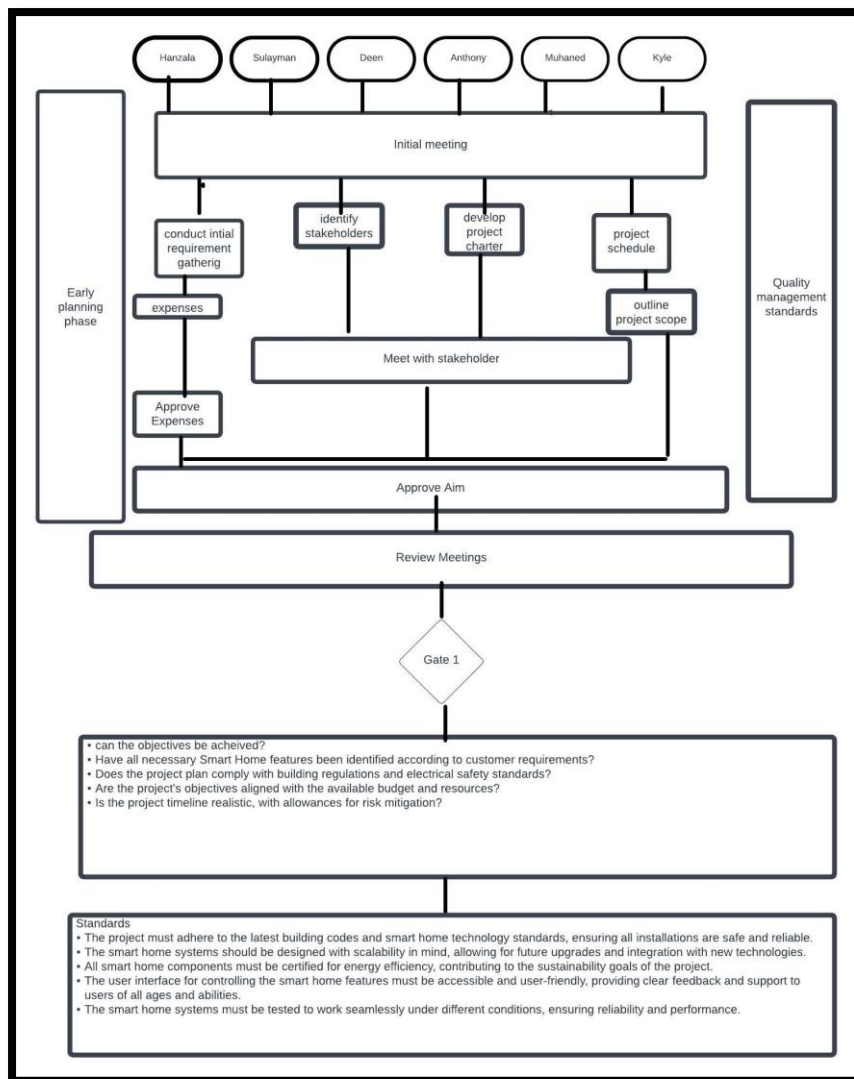 Hanzala
Sulayman
Deen
Anthony
Muhaned
Kyle
Initial meeting
Early
planning
phase
Quality
management
standards
conduct intial
requirement
gatherig
identify
stakeholders
develop
project
charter
project
schedule
expenses
outline
project scope
Meet with stakeholder
Approve
Expenses
Approve Aim
Review Meetings
Gate 1
• can the objectives be acheived?
• Have all necessary Smart Home features been identified according to customer requirements?
• Does the project plan comply with building regulations and electrical safety standards?
• Are the project's objectives aligned with the available budget and resources?
• Is the project timeline realistic, with allowances for risk mitigation?
Standards
• The project must adhere to the latest building codes and smart home technology standards, ensuring all installations are safe and reliable.
• The smart home systems should be designed with scalability in mind, allowing for future upgrades and integration with new technologies.
• All smart home components must be certified for energy efficiency, contributing to the sustainability goals of the project.
• The user interface for controlling the smart home features must be accessible and user-friendly, providing clear feedback and support to
users of all ages and abilities.
• The smart home systems must be tested to work seamlessly under different conditions, ensuring reliability and performance.